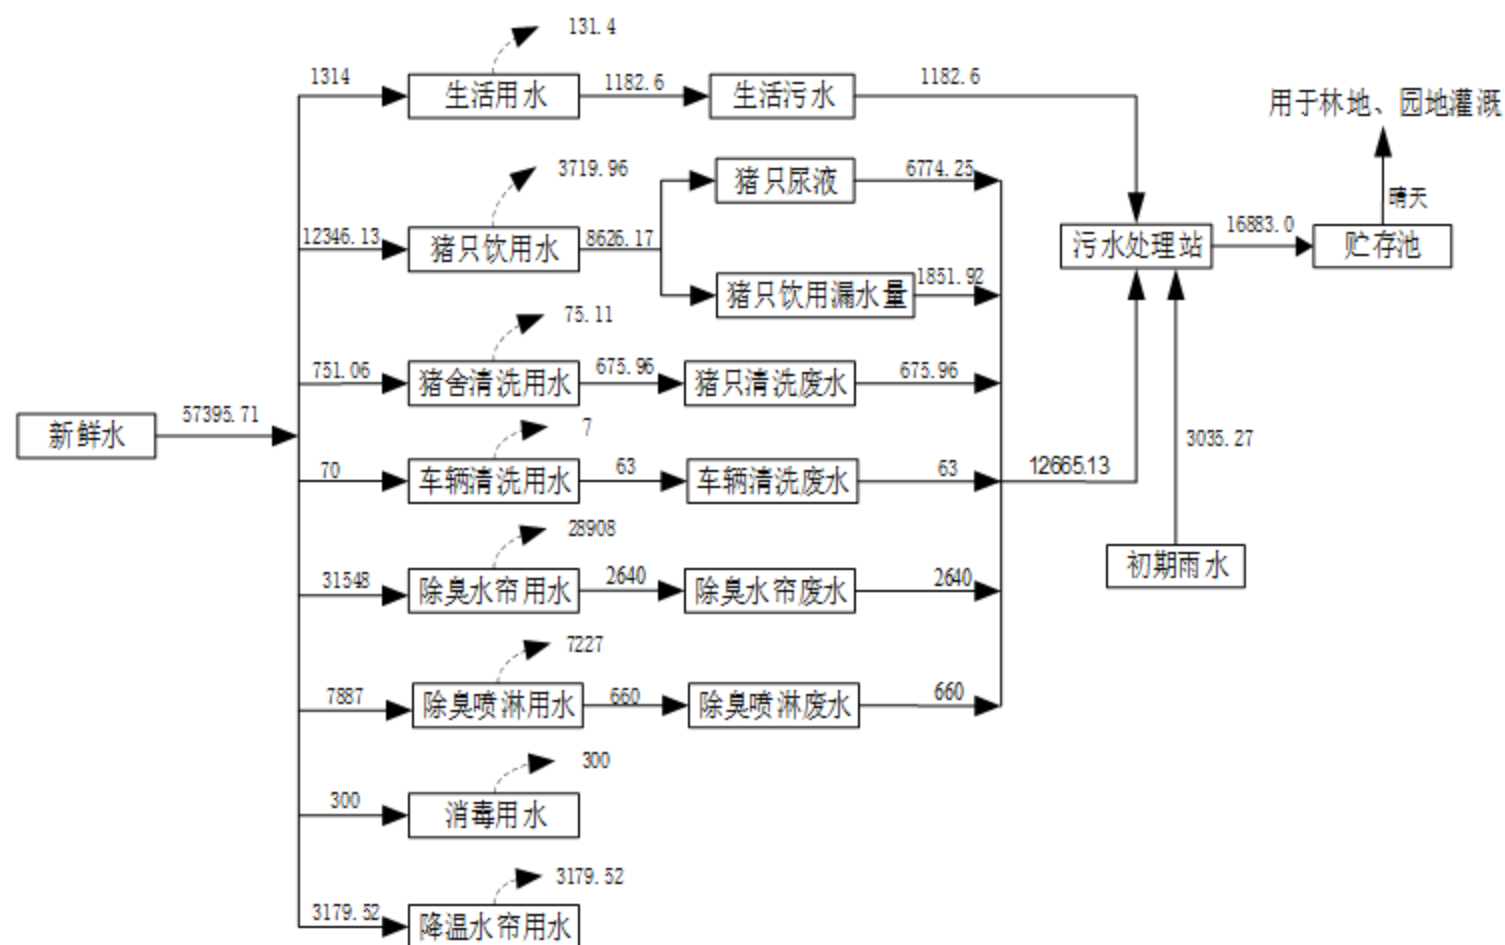 131.4
1314
生活用水
1182.6
生活污水
1182.6
用于林地、园地灌溉
3719.96
猪只尿液
6774.25
晴天
12346.13
猪只饮用水
8626.17
污水处理站
16883.0
贮存池
猪只饮用漏水量
1851.92
75.11
751.06
猪舍清洗用水
675.96
猪只清洗废水
675.96
新鲜水
57395.71
7
3035.27
70
车辆清洗用水
63
车辆清洗废水
63
12665.13
28908
初期雨水
31548
除臭水帘用水
2640
除臭水帘废水
2640
7227
7887
除臭喷淋用水
660
除臭喷淋废水
660
300
300
消毒用水
3179.52
3179.52
降温水帘用水